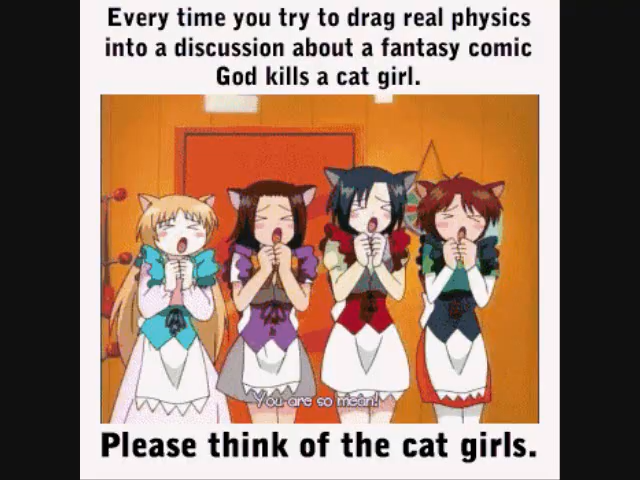 Every time you try to drag real physics
into a discussion about a fantasy comic
God kills a cat girl.
You are so mean!
Please think of the cat girls.